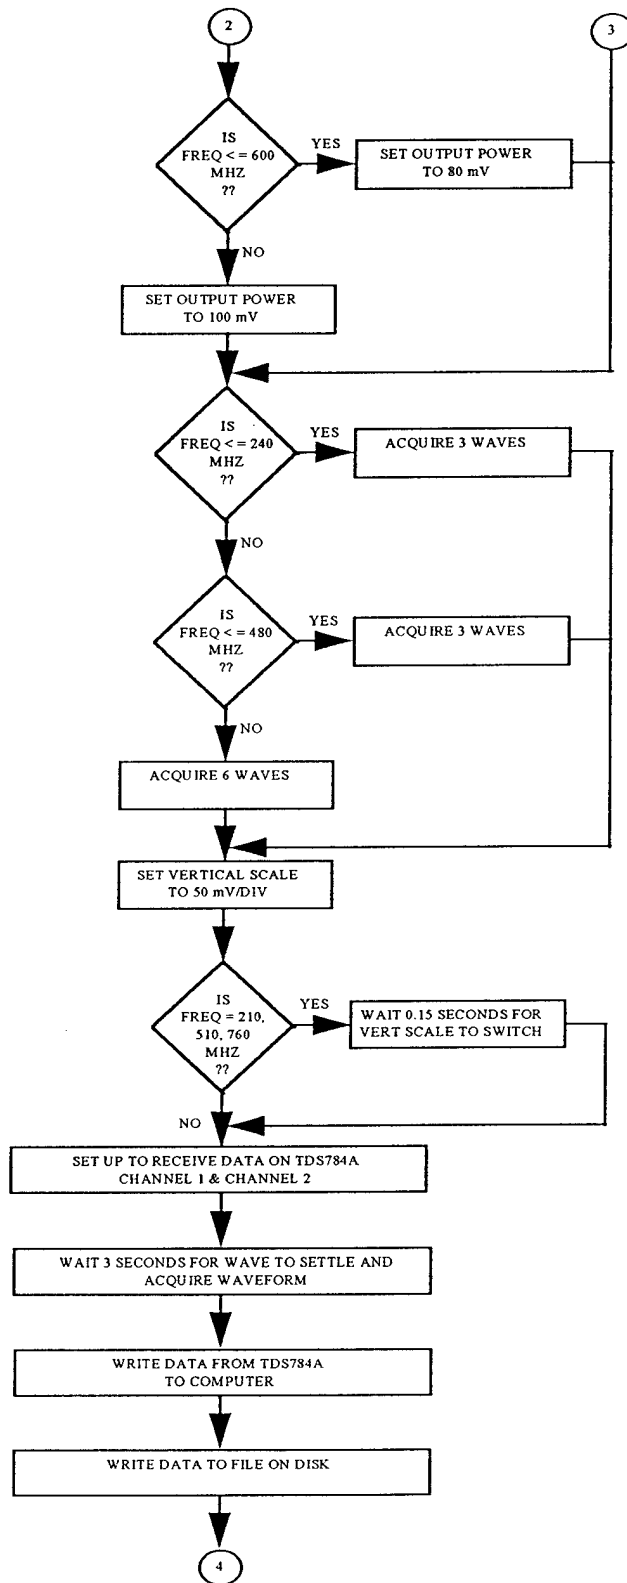 2
3
IS
FREQ < = 600
MHZ
??
YES
SET OUTPUT POWER
TO 80 mV
NO
SET OUTPUT POWER
TO 100 mV
IS
FREQ < = 240
MHZ
??
YES
ACQUIRE 3 WAVES
NO
IS
FREQ < = 480
MHZ
??
YES
ACQUIRE 3 WAVES
NO
ACQUIRE 6 WAVES
SET VERTICAL SCALE
TO 50 mV/DIV
IS
FREQ = 210,
510, 760
MHZ
??
YES
WAIT 0.15 SECONDS FOR
VERT SCALE TO SWITCH
NO
SET UP TO RECEIVE DATA ON TDS784A
CHANNEL 1 & CHANNEL 2
WAIT 3 SECONDS FOR WAVE TO SETTLE AND
ACQUIRE WAVEFORM
WRITE DATA FROM TDS784A
TO COMPUTER
WRITE DATA TO FILE ON DISK
4